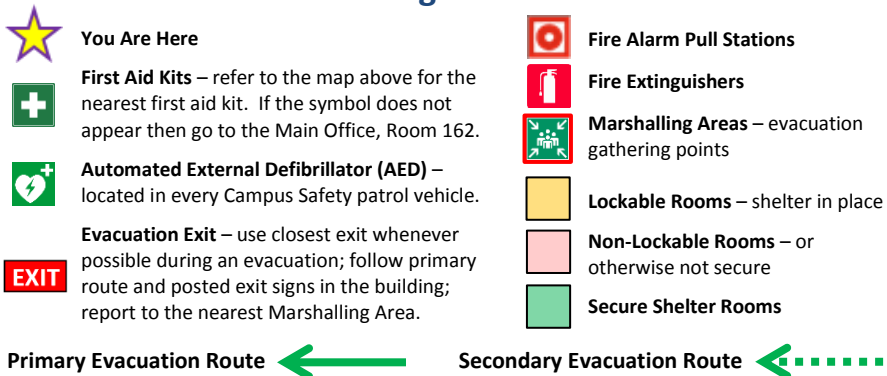 You Are Here
First Aid Kits – refer to the map above for the
nearest first aid kit. If the symbol does not
appear then go to the Main Office, Room 162.
Automated External Defibrillator (AED) –
located in every Campus Safety patrol vehicle.
Evacuation Exit – use closest exit whenever
possible during an evacuation; follow primary
route and posted exit signs in the building;
report to the nearest Marshalling Area.
EXIT
Fire Alarm Pull Stations
Fire Extinguishers
Marshalling Areas – evacuation
gathering points
Lockable Rooms – shelter in place
Non-Lockable Rooms – or
otherwise not secure
Secure Shelter Rooms
Primary Evacuation Route
Secondary Evacuation Route